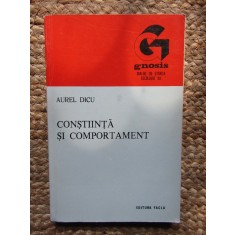 gnosis
AUREL DICU
CONȘTIINȚĂ
ȘI COMPORTAMENT
EDITURA FACLA